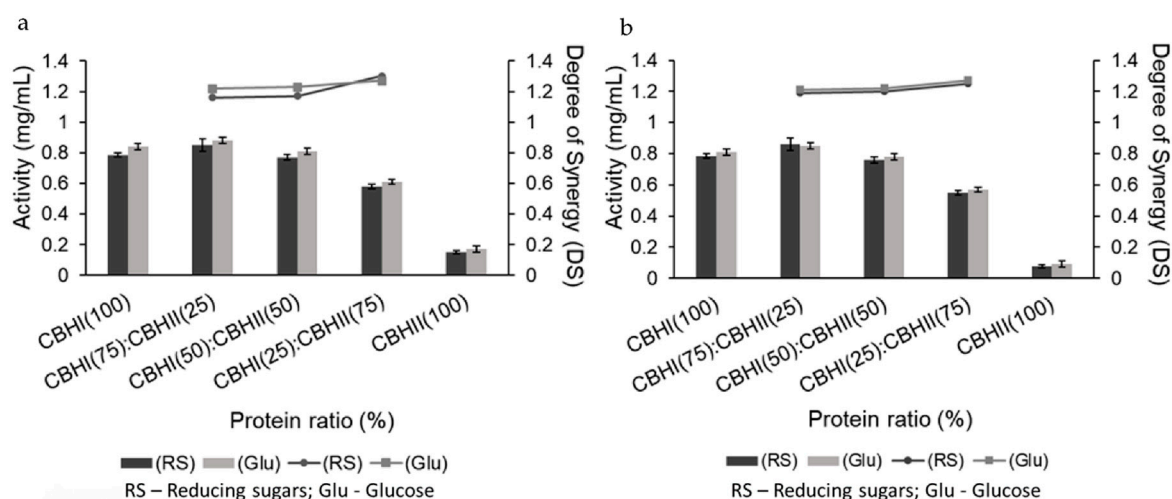 a
Activity (mg/mL)
1.4
1.2
1
0.8
0.6
0.4
0.2
0
1.4
1.2
1
0.8
0.6
0.4
0.2
0
Degree of Synergy (DS)
CBHI(100)
CBHI(75):CBHII(25)
CBHI(50):CBHII(50)
CBHI(25):CBHII(75)
CBHII(100)
Protein ratio (%)
(RS) (Glu) (RS) (Glu)
RS – Reducing sugars; Glu - Glucose
b
Activity (mg/mL)
1.4
1.2
1
0.8
0.6
0.4
0.2
0
1.4
1.2
1
0.8
0.6
0.4
0.2
0
Degree of Synergy (DS)
CBHI(100)
CBHI(75):CBHII(25)
CBHI(50):CBHII(50)
CBHI(25):CBHII(75)
CBHII(100)
Protein ratio (%)
(RS) (Glu) (RS) (Glu)
RS – Reducing sugars; Glu - Glucose